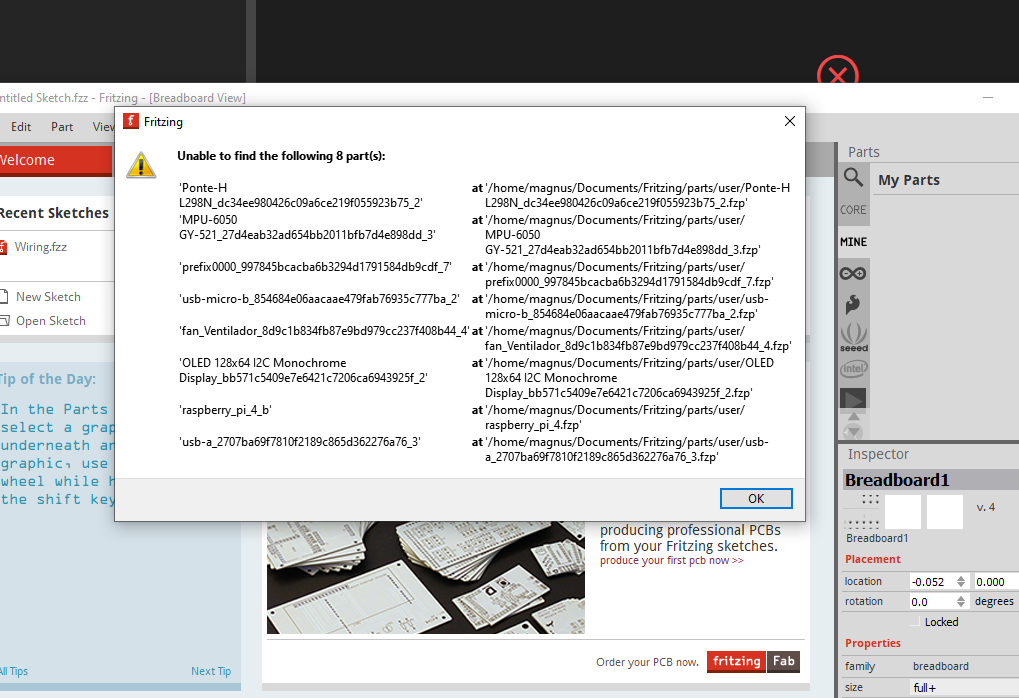 ntitled Sketch.fzz - Fritzing - [Breadboard View]
Edit Part View
Fritzing
Welcome
Recent Sketches
Wiring.fzz
New Sketch
Open Sketch
Unable to find the following 8 part(s):
'Ponte-H
L298N_dc34ee980426c09a6ce219f055923b75_2'
at '/home/magnus/Documents/Fritzing/parts/user/Ponte-H
L298N_dc34ee980426c09a6ce219f055923b75_2.fzp'
'MPU-6050
GY-521_27d4eab32ad654bb2011bfb7d4e898dd_3'
at '/home/magnus/Documents/Fritzing/parts/user/
MPU-6050
GY-521_27d4eab32ad654bb2011bfb7d4e898dd_3.fzp'
'prefix0000_997845bcacba6b3294d1791584db9cdf_7'
at '/home/magnus/Documents/Fritzing/parts/user/
prefix0000_997845bcacba6b3294d1791584db9cdf_7.fzp'
'usb-micro-b_854684e06aacaae479fab76935c777ba_2'
at '/home/magnus/Documents/Fritzing/parts/user/usb-
micro-b_854684e06aacaae479fab76935c777ba_2.fzp'
'fan_Ventilador_8d9c1b834fb87e9bd979cc237f408b44_4'
at '/home/magnus/Documents/Fritzing/parts/user/
fan_Ventilador_8d9c1b834fb87e9bd979cc237f408b44_4.fzp'
'OLED 128x64 I2C Monochrome
Display_bb571c5409e7e6421c7206ca6943925f_2'
at '/home/magnus/Documents/Fritzing/parts/user/OLED
128x64 I2C Monochrome
Display_bb571c5409e7e6421c7206ca6943925f_2.fzp'
'raspberry_pi_4_b'
at '/home/magnus/Documents/Fritzing/parts/user/
raspberry_pi_4.fzp'
'usb-a_2707ba69f7810f2189c865d362276a76_3'
at '/home/magnus/Documents/Fritzing/parts/user/usb-
a_2707ba69f7810f2189c865d362276a76_3.fzp'
OK
Tip of the Day:
In the Parts
select a grap
underneath an
graphic, use
wheel while h
the shift key
All Tips
Next Tip
producing professional PCBs
from your Fritzing sketches.
produce your first pcb now >>
Order your PCB now.
fritzing Fab
Parts
My Parts
CORE
MINE
seeed
intel
Inspector
Breadboard1
v. 4
Breadboard1
Placement
location -0.052 0.000
rotation 0.0 degrees
Locked
Properties
family breadboard
size full+